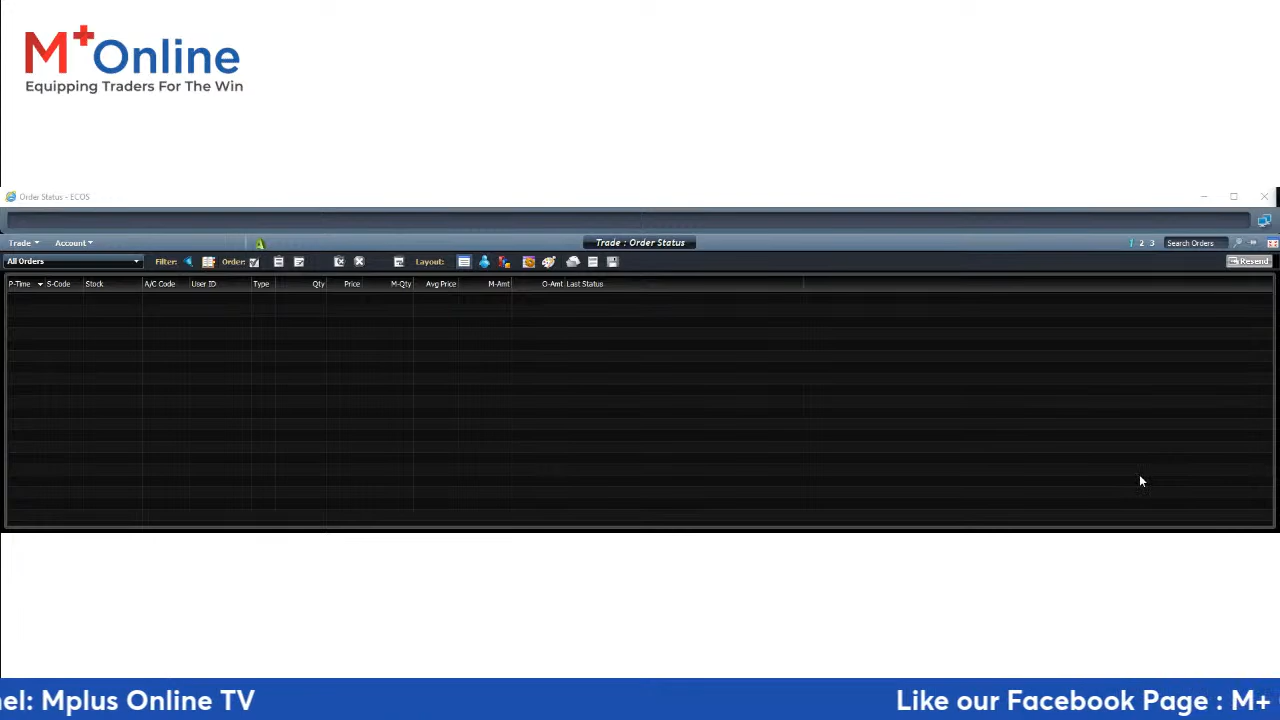 M+Online
Equipping Traders For The Win
Order Status - ECOS
Trade Account Trade : Order Status 1 2 3 Search Orders
All Orders Filter: Order: Layout: Resend
P-Time S-Code Stock A/C Code User ID Type Qty Price M-Qty Avg Price M-Amt O-Amt Last Status
nel: Mplus Online TV Like our Facebook Page : M+